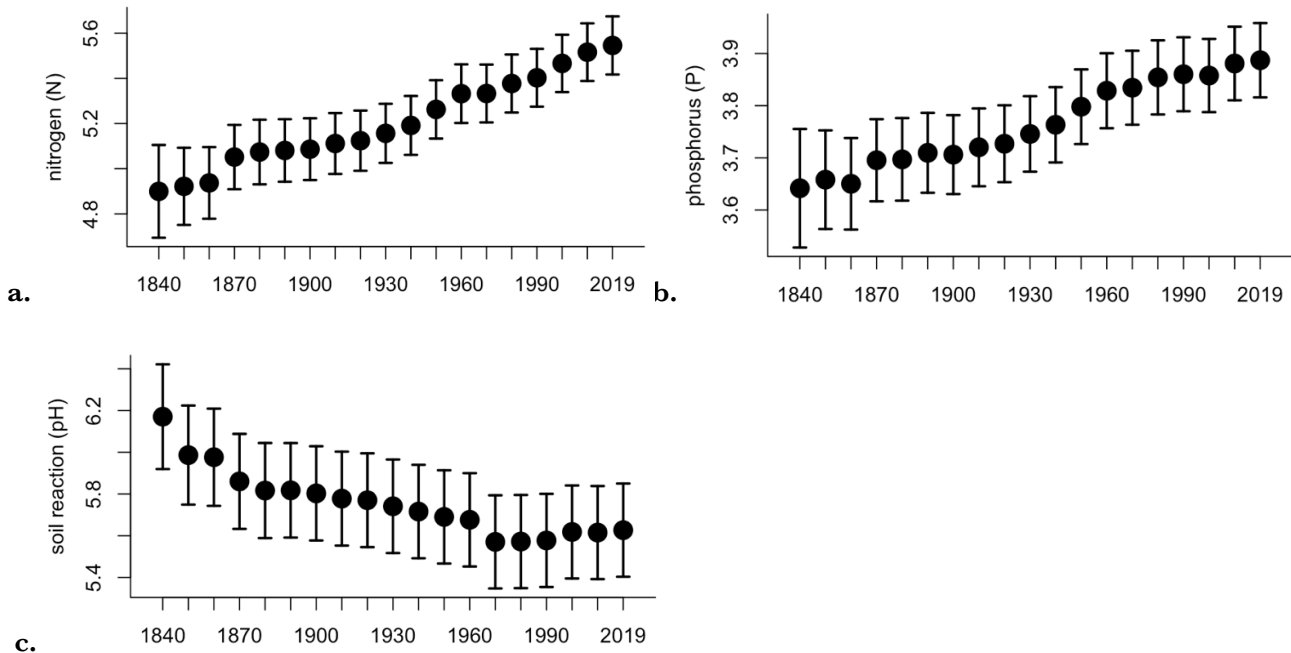 nitrogen (N)
5.6
5.2
4.8
1840 1870 1900 1930 1960 1990 2019
a.
phosphorus (P)
3.9
3.8
3.7
3.6
1840 1870 1900 1930 1960 1990 2019
b.
soil reaction (pH)
6.2
5.8
5.4
1840 1870 1900 1930 1960 1990 2019
c.